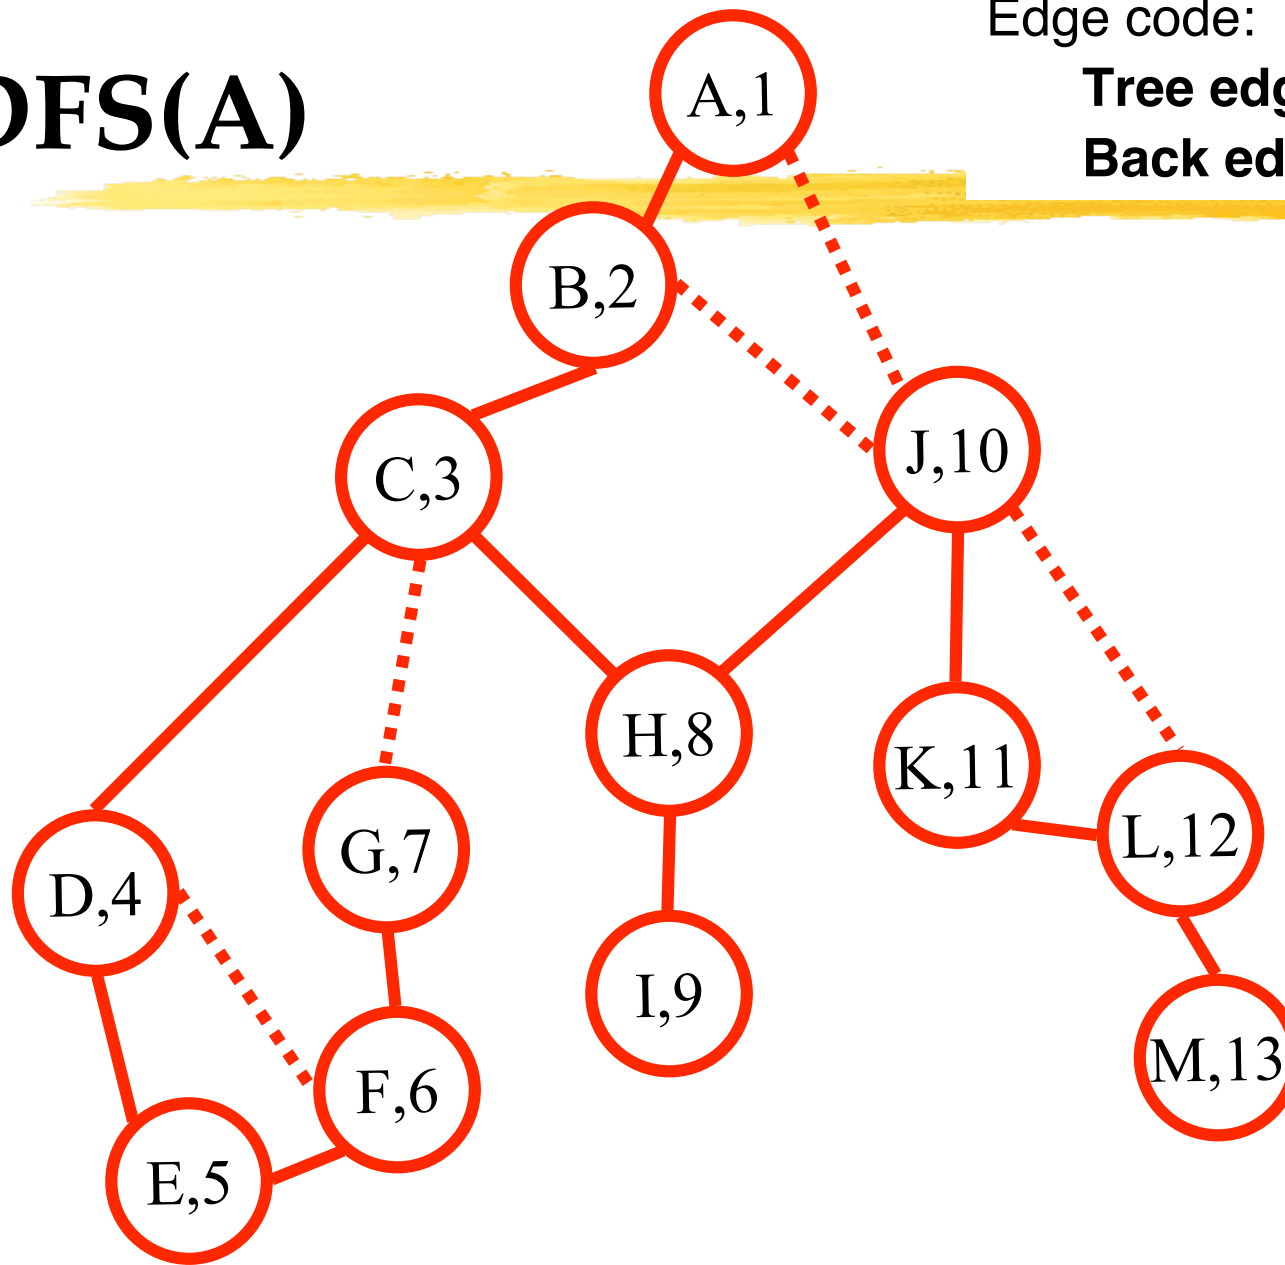 Edge code:
DFS(A)
Tree edg
Back ed
A,1
B,2
J,10
C,3
H,8
K,11
L,12
G,7
D,4
I,9
M,13
F,6
E,5